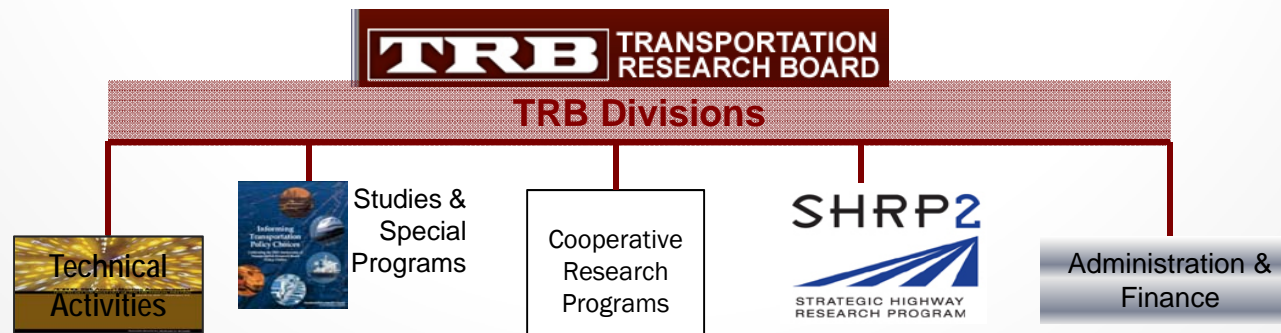 TRB TRANSPORTATION
RESEARCH BOARD
TRB Divisions
Technical
Activities
Informing
Transportation
Policy Choices
Studies &
Special
Programs
Cooperative
Research
Programs
SHRP2
STRATEGIC HIGHWAY
RESEARCH PROGRAM
Administration &
Finance